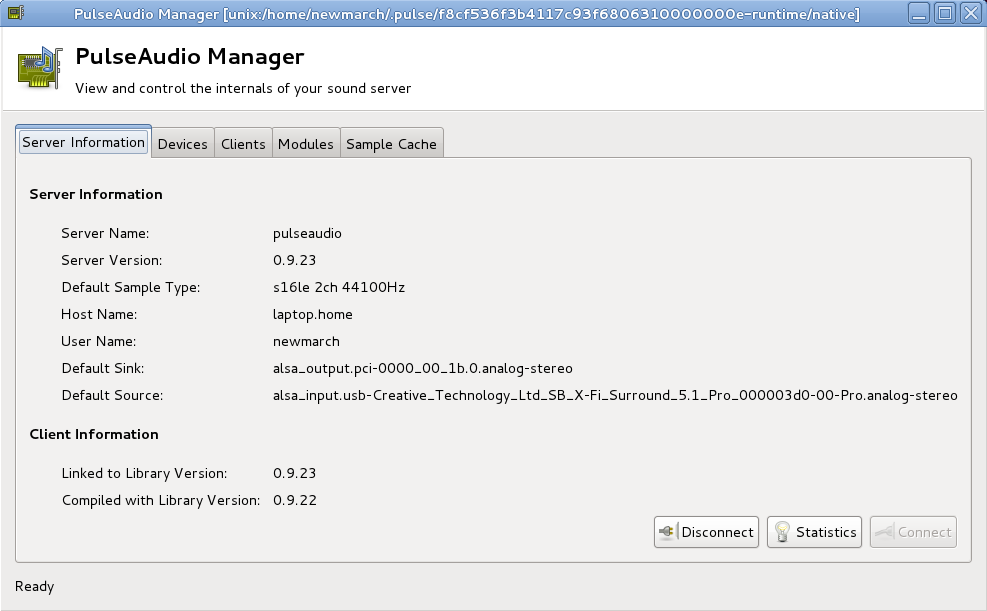 PulseAudio Manager [unix:/home/newmarch/.pulse/f8cf536f3b4117c93f6806310000000e-runtime/native]
PulseAudio Manager
View and control the internals of your sound server
Server Information Devices Clients Modules Sample Cache
Server Information
Server Name: pulseaudio
Server Version: 0.9.23
Default Sample Type: s16le 2ch 44100Hz
Host Name: laptop.home
User Name: newmarch
Default Sink: alsa_output.pci-0000_00_1b.0.analog-stereo
Default Source: alsa_input.usb-Creative_Technology_Ltd_SB_X-Fi_Surround_5.1_Pro_000003d0-00-Pro.analog-stereo
Client Information
Linked to Library Version: 0.9.23
Compiled with Library Version: 0.9.22
Disconnect Statistics Connect
Ready